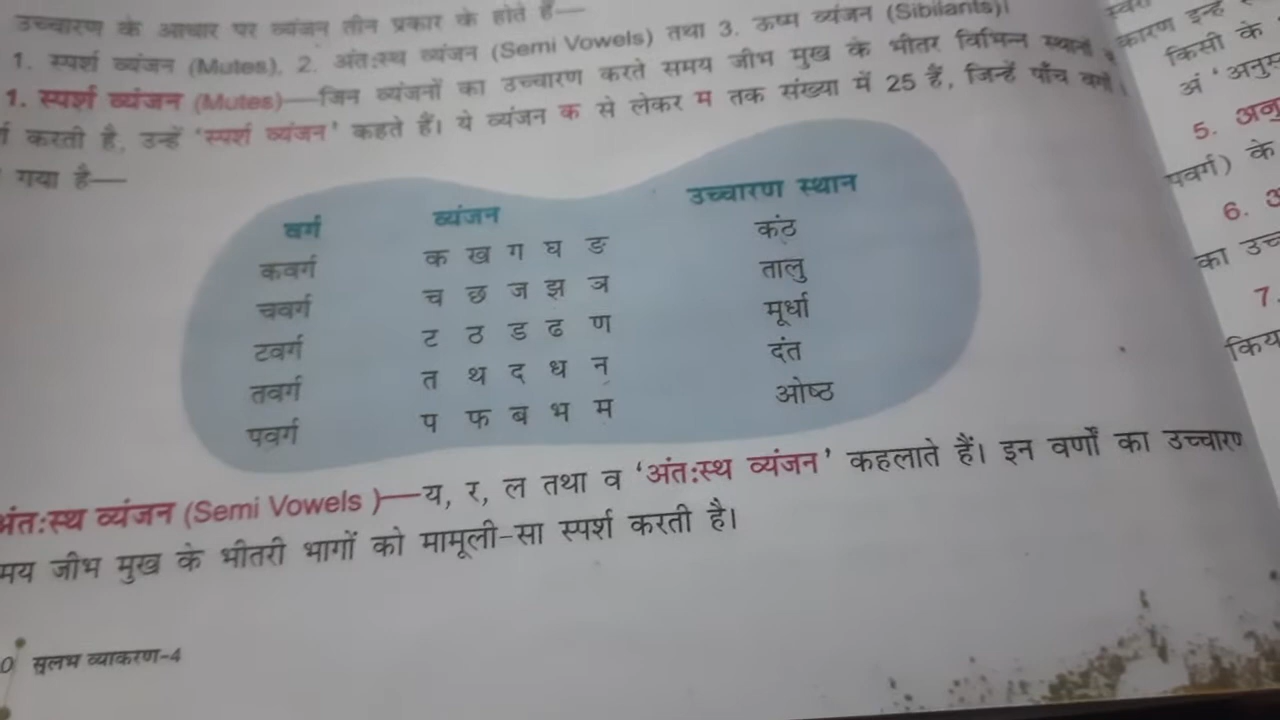 उच्चारण के आधार पर व्यंजन तीन प्रकार के होते हैं—
1. स्पर्श व्यंजन (Mutes), 2. अंत:स्थ व्यंजन (Semi Vowels) तथा 3. ऊष्म व्यंजन (Sibilants)।
1. स्पर्श व्यंजन (Mutes)—जिन व्यंजनों का उच्चारण करते समय जीभ मुख के भीतर विभिन्न स्थानों
करती है, उन्हें 'स्पर्श व्यंजन' कहते हैं। ये व्यंजन क से लेकर म तक संख्या में 25 हैं, जिन्हें पाँच वर्गों
गया है—
वर्ग व्यंजन उच्चारण स्थान
कवर्ग क ख ग घ ङ कंठ
चवर्ग च छ ज झ ञ तालु
टवर्ग ट ठ ड ढ ण मूर्धा
तवर्ग त थ द ध न दंत
पवर्ग प फ ब भ म ओष्ठ
अंत:स्थ व्यंजन (Semi Vowels )—य, र, ल तथा व 'अंत:स्थ व्यंजन' कहलाते हैं। इन वर्णों का उच्चारण
मय जीभ मुख के भीतरी भागों को मामूली-सा स्पर्श करती है।
0 सुलभ व्याकरण-4
कारण इन्हें
किसी के
अं '
5.
पवर्ग) के
6.
का
7.